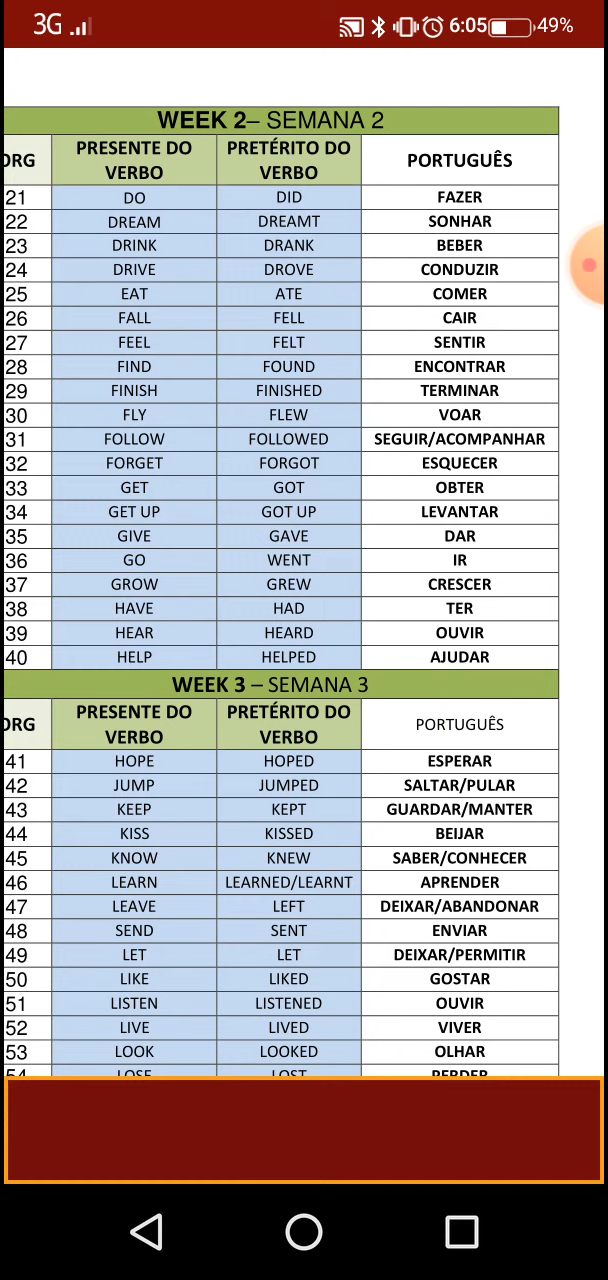 3G 6:05 49%
WEEK 2– SEMANA 2
ORG PRESENTE DO VERBO PRETÉRITO DO VERBO PORTUGUÊS
21 DO DID FAZER
22 DREAM DREAMT SONHAR
23 DRINK DRANK BEBER
24 DRIVE DROVE CONDUZIR
25 EAT ATE COMER
26 FALL FELL CAIR
27 FEEL FELT SENTIR
28 FIND FOUND ENCONTRAR
29 FINISH FINISHED TERMINAR
30 FLY FLEW VOAR
31 FOLLOW FOLLOWED SEGUIR/ACOMPANHAR
32 FORGET FORGOT ESQUECER
33 GET GOT OBTER
34 GET UP GOT UP LEVANTAR
35 GIVE GAVE DAR
36 GO WENT IR
37 GROW GREW CRESCER
38 HAVE HAD TER
39 HEAR HEARD OUVIR
40 HELP HELPED AJUDAR
WEEK 3 – SEMANA 3
ORG PRESENTE DO VERBO PRETÉRITO DO VERBO PORTUGUÊS
41 HOPE HOPED ESPERAR
42 JUMP JUMPED SALTAR/PULAR
43 KEEP KEPT GUARDAR/MANTER
44 KISS KISSED BEIJAR
45 KNOW KNEW SABER/CONHECER
46 LEARN LEARNED/LEARNT APRENDER
47 LEAVE LEFT DEIXAR/ABANDONAR
48 SEND SENT ENVIAR
49 LET LET DEIXAR/PERMITIR
50 LIKE LIKED GOSTAR
51 LISTEN LISTENED OUVIR
52 LIVE LIVED VIVER
53 LOOK LOOKED OLHAR
54 LOSE LOST PERDER